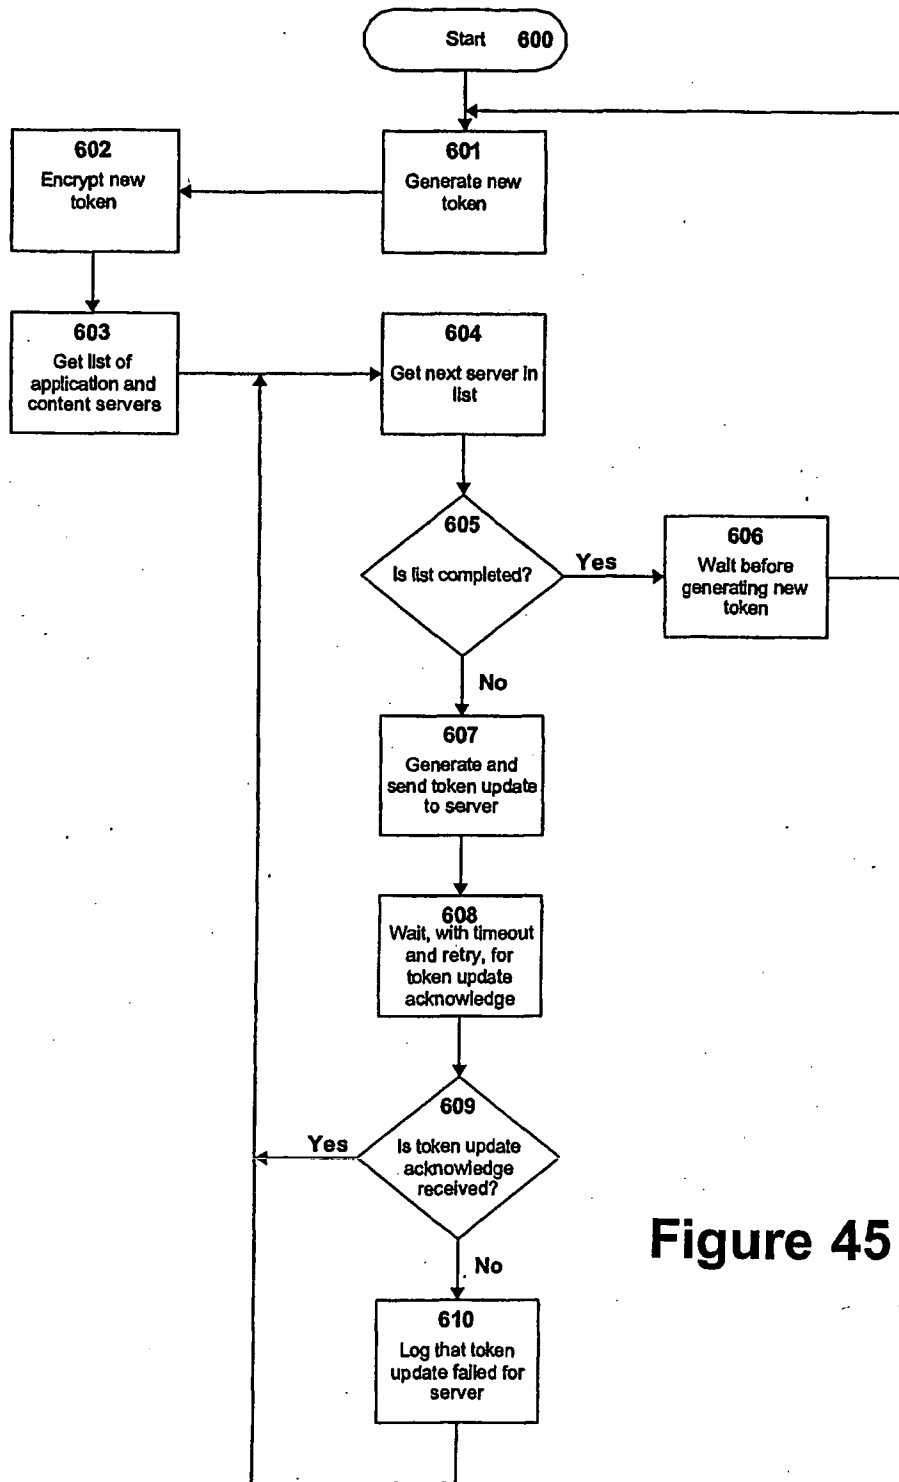 Start 600
602
Encrypt new
token
601
Generate new
token
603
Get list of
application and
content servers
604
Get next server in
list
605
Is list completed?
Yes
606
Wait before
generating new
token
No
607
Generate and
send token update
to server
608
Wait, with timeout
and retry, for
token update
acknowledge
609
Is token update
acknowledge
received?
Yes
No
610
Log that token
update failed for
server
Figure 45